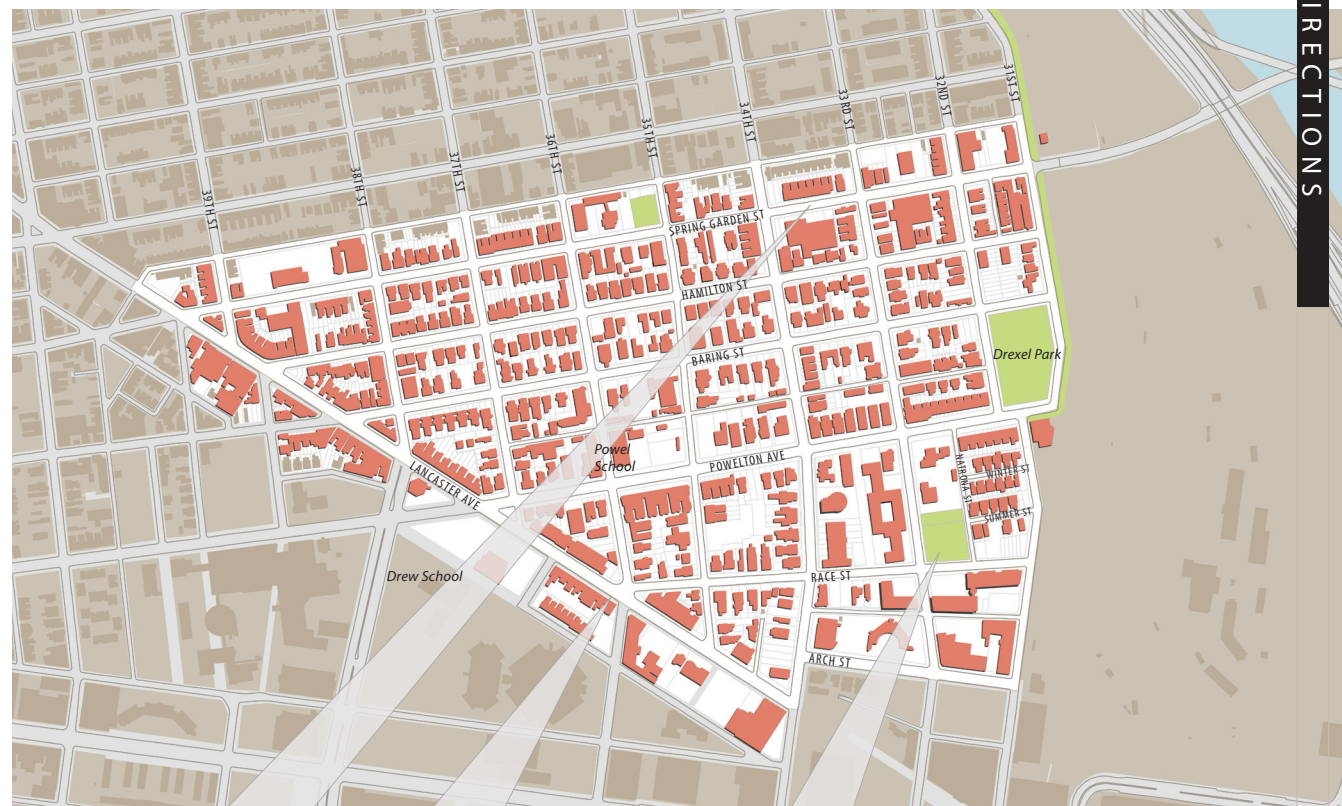 IRECTIONS
31ST ST
32ND ST
33RD ST
34TH ST
35TH ST
36TH ST
37TH ST
38TH ST
39TH ST
SPRING GARDEN ST
HAMILTON ST
BARING ST
Drexel Park
Powel
School
POWELTON AVE
LANCASTER AVE
NATRONA ST
WINTER ST
SUMMER ST
Drew School
RACE ST
ARCH ST